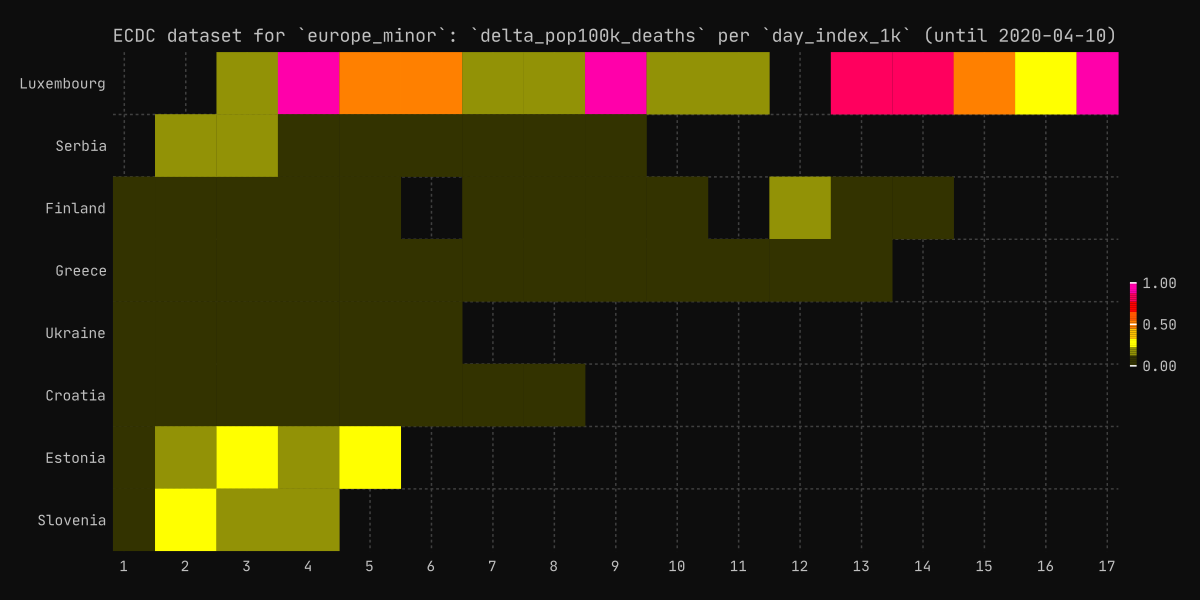 ECDC dataset for `europe_minor`: `delta_pop100k_deaths` per `day_index_1k` (until 2020-04-10)
Luxembourg
Serbia
Finland
Greece
Ukraine
Croatia
Estonia
Slovenia
1.00
0.50
0.00
1 2 3 4 5 6 7 8 9 10 11 12 13 14 15 16 17